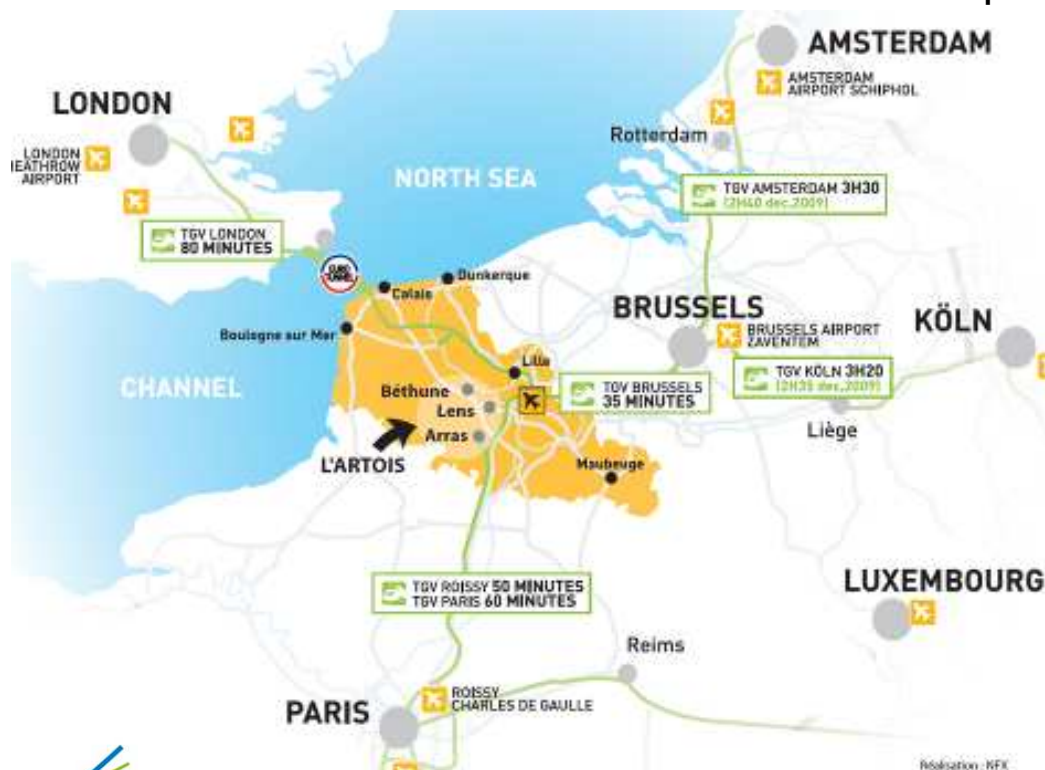 AMSTERDAM
AMSTERDAM
AIRPORT SCHIPHOL
LONDON
LONDON
HEATHROW
AIRPORT
Rotterdam
NORTH SEA
TGV AMSTERDAM 3H30
(2H40 dec.2009)
TGV LONDON
80 MINUTES
EURO
TUNNEL
Calais
Dunkerque
Boulogne sur Mer
BRUSSELS
BRUSSELS AIRPORT
ZAVENTEM
KÖLN
CHANNEL
Lille
TGV KÖLN 3H20
(2H35 dec.2009)
TGV BRUSSELS
35 MINUTES
Béthune
Lens
Arras
L'ARTOIS
Liège
Maubeuge
TGV ROISSY 50 MINUTES
TGV PARIS 60 MINUTES
LUXEMBOURG
Reims
ROISSY
CHARLES DE GAULLE
PARIS
Réalisation : NFX